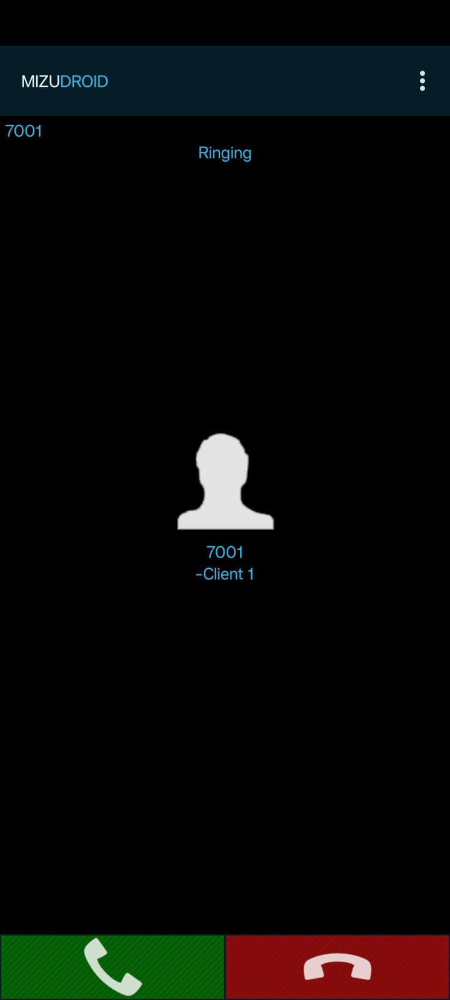 MIZUDROID
7001
Ringing
7001
-Client 1